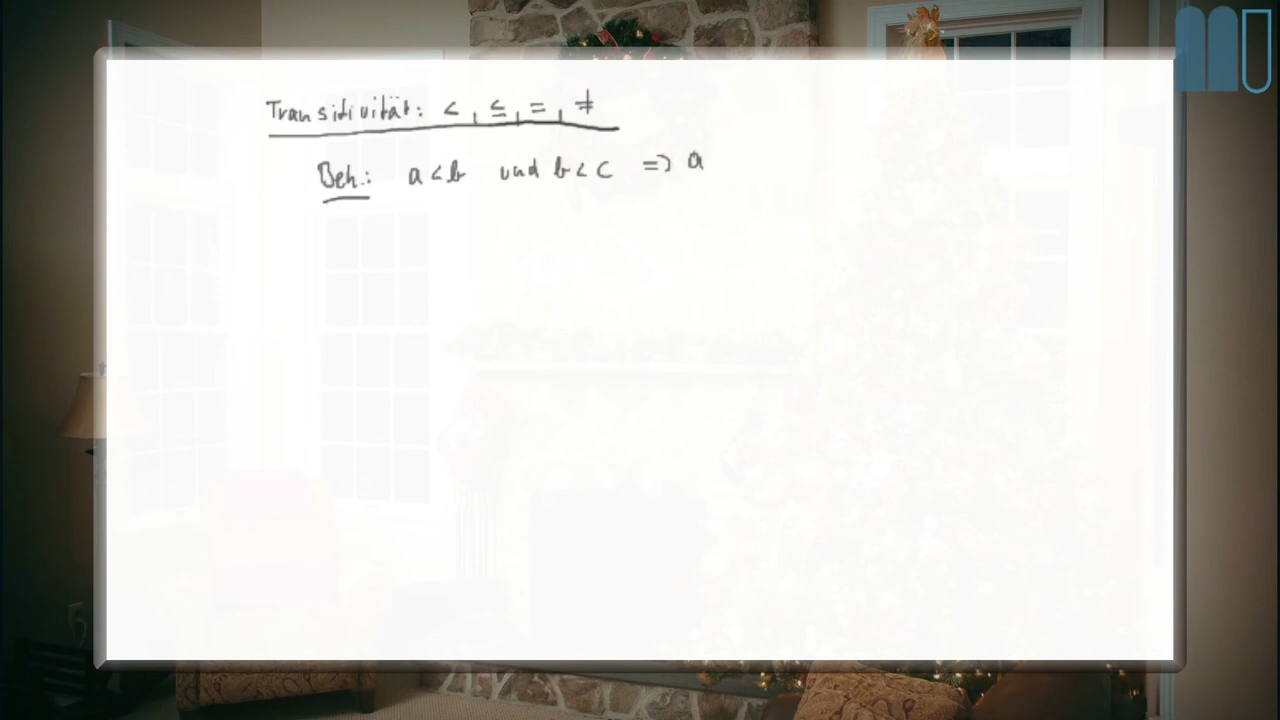 Transitivität: <, ≤, =, ≠
Beh.: a < b und b < c => a